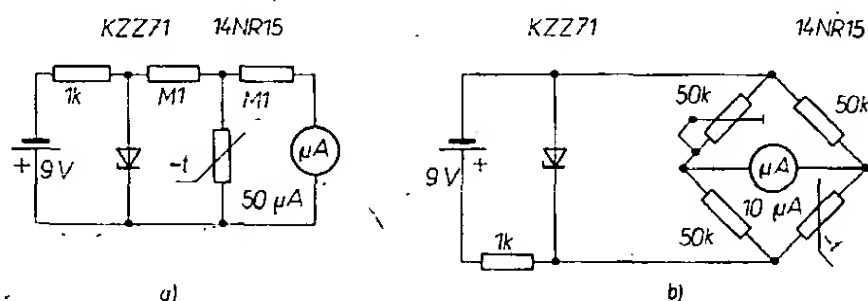 KZZ71 14NR15
1k M1 M1
-t
+ 9V
50 µA
µA
a)
KZZ71 14NR15
50k 50k
µA
9V +
10 µA
50k
1k
-t
b)